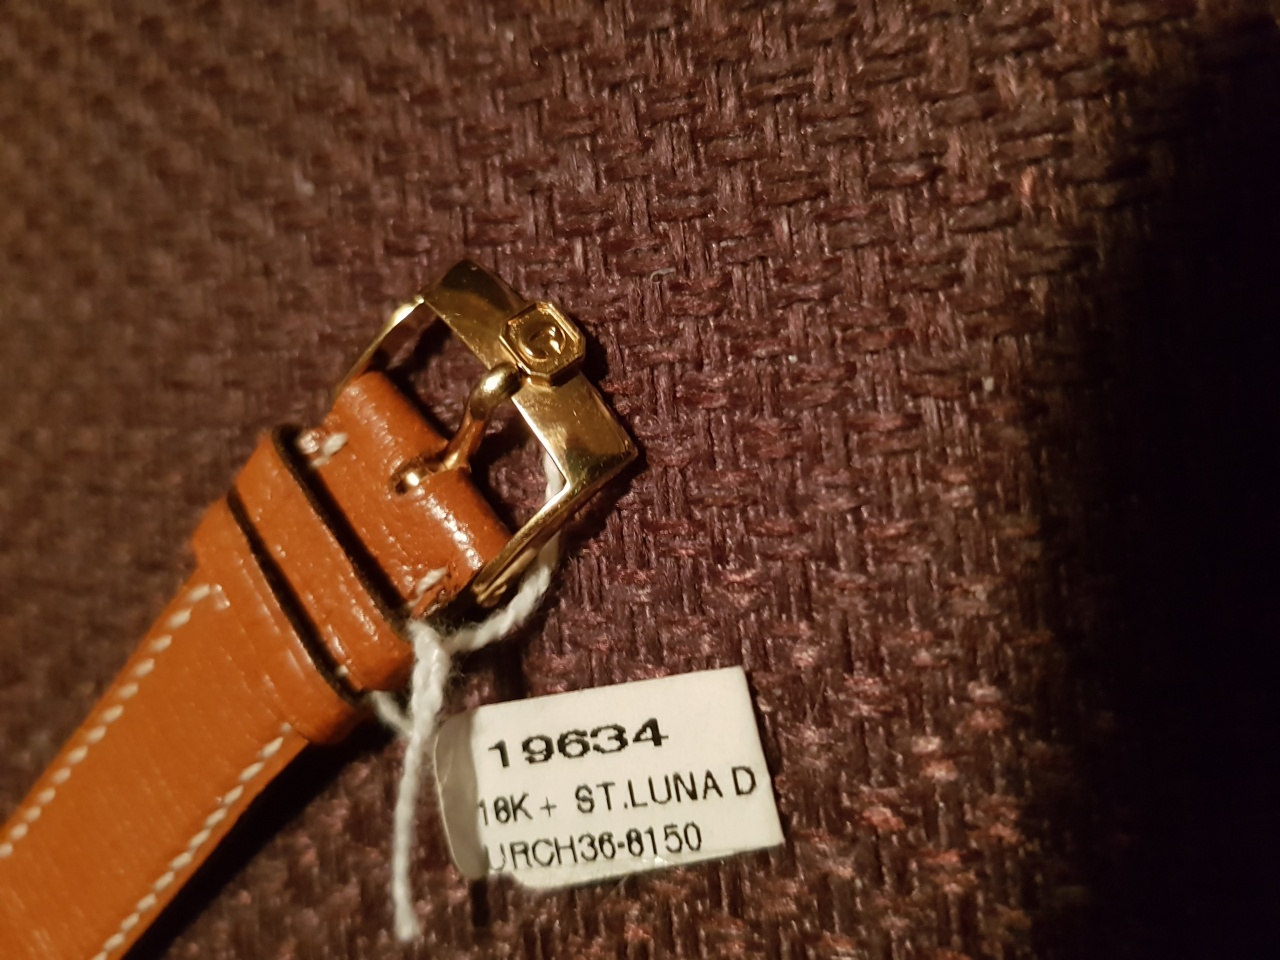 19634
18K + ST.LUNA D
URCH36-8150